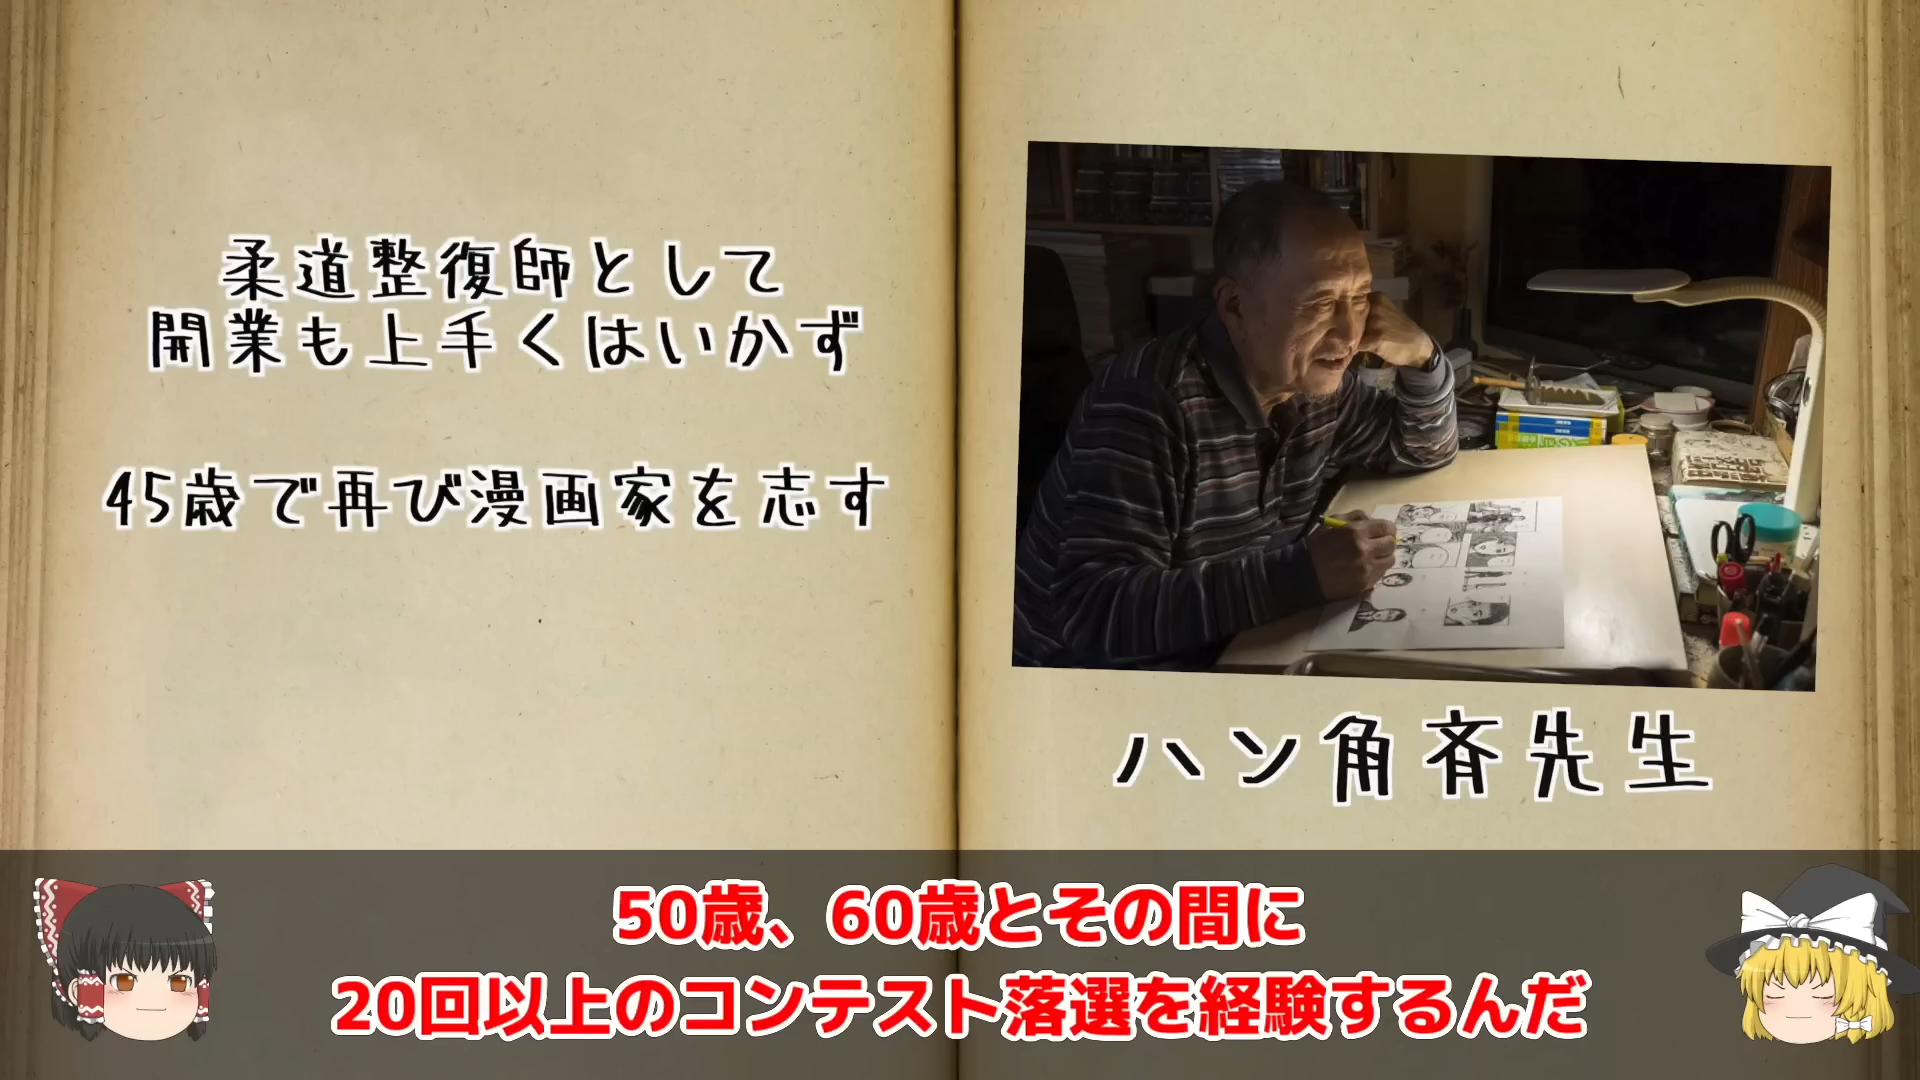 柔道整復師として
開業も上手くはいかず
45歳で再び漫画家を志す
ハン角斉先生
50歳、60歳とその間に
20回以上のコンテスト落選を経験するんだ